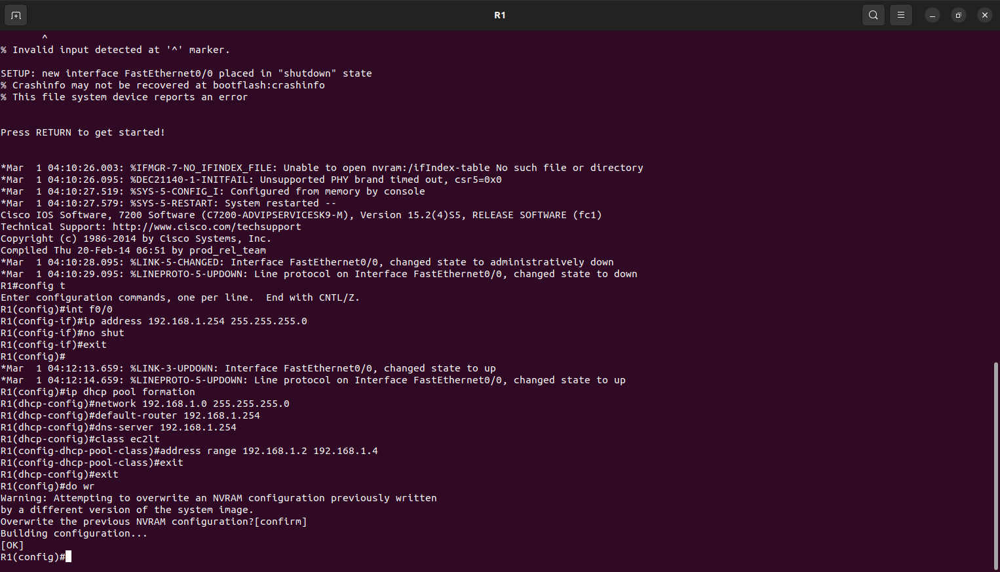 R1
^
% Invalid input detected at '^' marker.
SETUP: new interface FastEthernet0/0 placed in "shutdown" state
% Crashinfo may not be recovered at bootflash:crashinfo
% This file system device reports an error
Press RETURN to get started!
*Mar  1 04:10:26.003: %IFMGR-7-NO_IFINDEX_FILE: Unable to open nvram:/ifIndex-table No such file or directory
*Mar  1 04:10:26.095: %DEC21140-1-INITFAIL: Unsupported PHY brand timed out, csr5=0x0
*Mar  1 04:10:27.519: %SYS-5-CONFIG_I: Configured from memory by console
*Mar  1 04:10:27.579: %SYS-5-RESTART: System restarted --
Cisco IOS Software, 7200 Software (C7200-ADVIPSERVICESK9-M), Version 15.2(4)S5, RELEASE SOFTWARE (fc1)
Technical Support: http://www.cisco.com/techsupport
Copyright (c) 1986-2014 by Cisco Systems, Inc.
Compiled Thu 20-Feb-14 06:51 by prod_rel_team
*Mar  1 04:10:28.095: %LINK-5-CHANGED: Interface FastEthernet0/0, changed state to administratively down
*Mar  1 04:10:29.095: %LINEPROTO-5-UPDOWN: Line protocol on Interface FastEthernet0/0, changed state to down
R1#config t
Enter configuration commands, one per line.  End with CNTL/Z.
R1(config)#int f0/0
R1(config-if)#ip address 192.168.1.254 255.255.255.0
R1(config-if)#no shut
R1(config-if)#exit
R1(config)#
*Mar  1 04:12:13.659: %LINK-3-UPDOWN: Interface FastEthernet0/0, changed state to up
*Mar  1 04:12:14.659: %LINEPROTO-5-UPDOWN: Line protocol on Interface FastEthernet0/0, changed state to up
R1(config)#ip dhcp pool formation
R1(dhcp-config)#network 192.168.1.0 255.255.255.0
R1(dhcp-config)#default-router 192.168.1.254
R1(dhcp-config)#dns-server 192.168.1.254
R1(dhcp-config)#class ec2lt
R1(config-dhcp-pool-class)#address range 192.168.1.2 192.168.1.4
R1(config-dhcp-pool-class)#exit
R1(dhcp-config)#exit
R1(config)#do wr
Warning: Attempting to overwrite an NVRAM configuration previously written
by a different version of the system image.
Overwrite the previous NVRAM configuration?[confirm]
Building configuration...
[OK]
R1(config)#